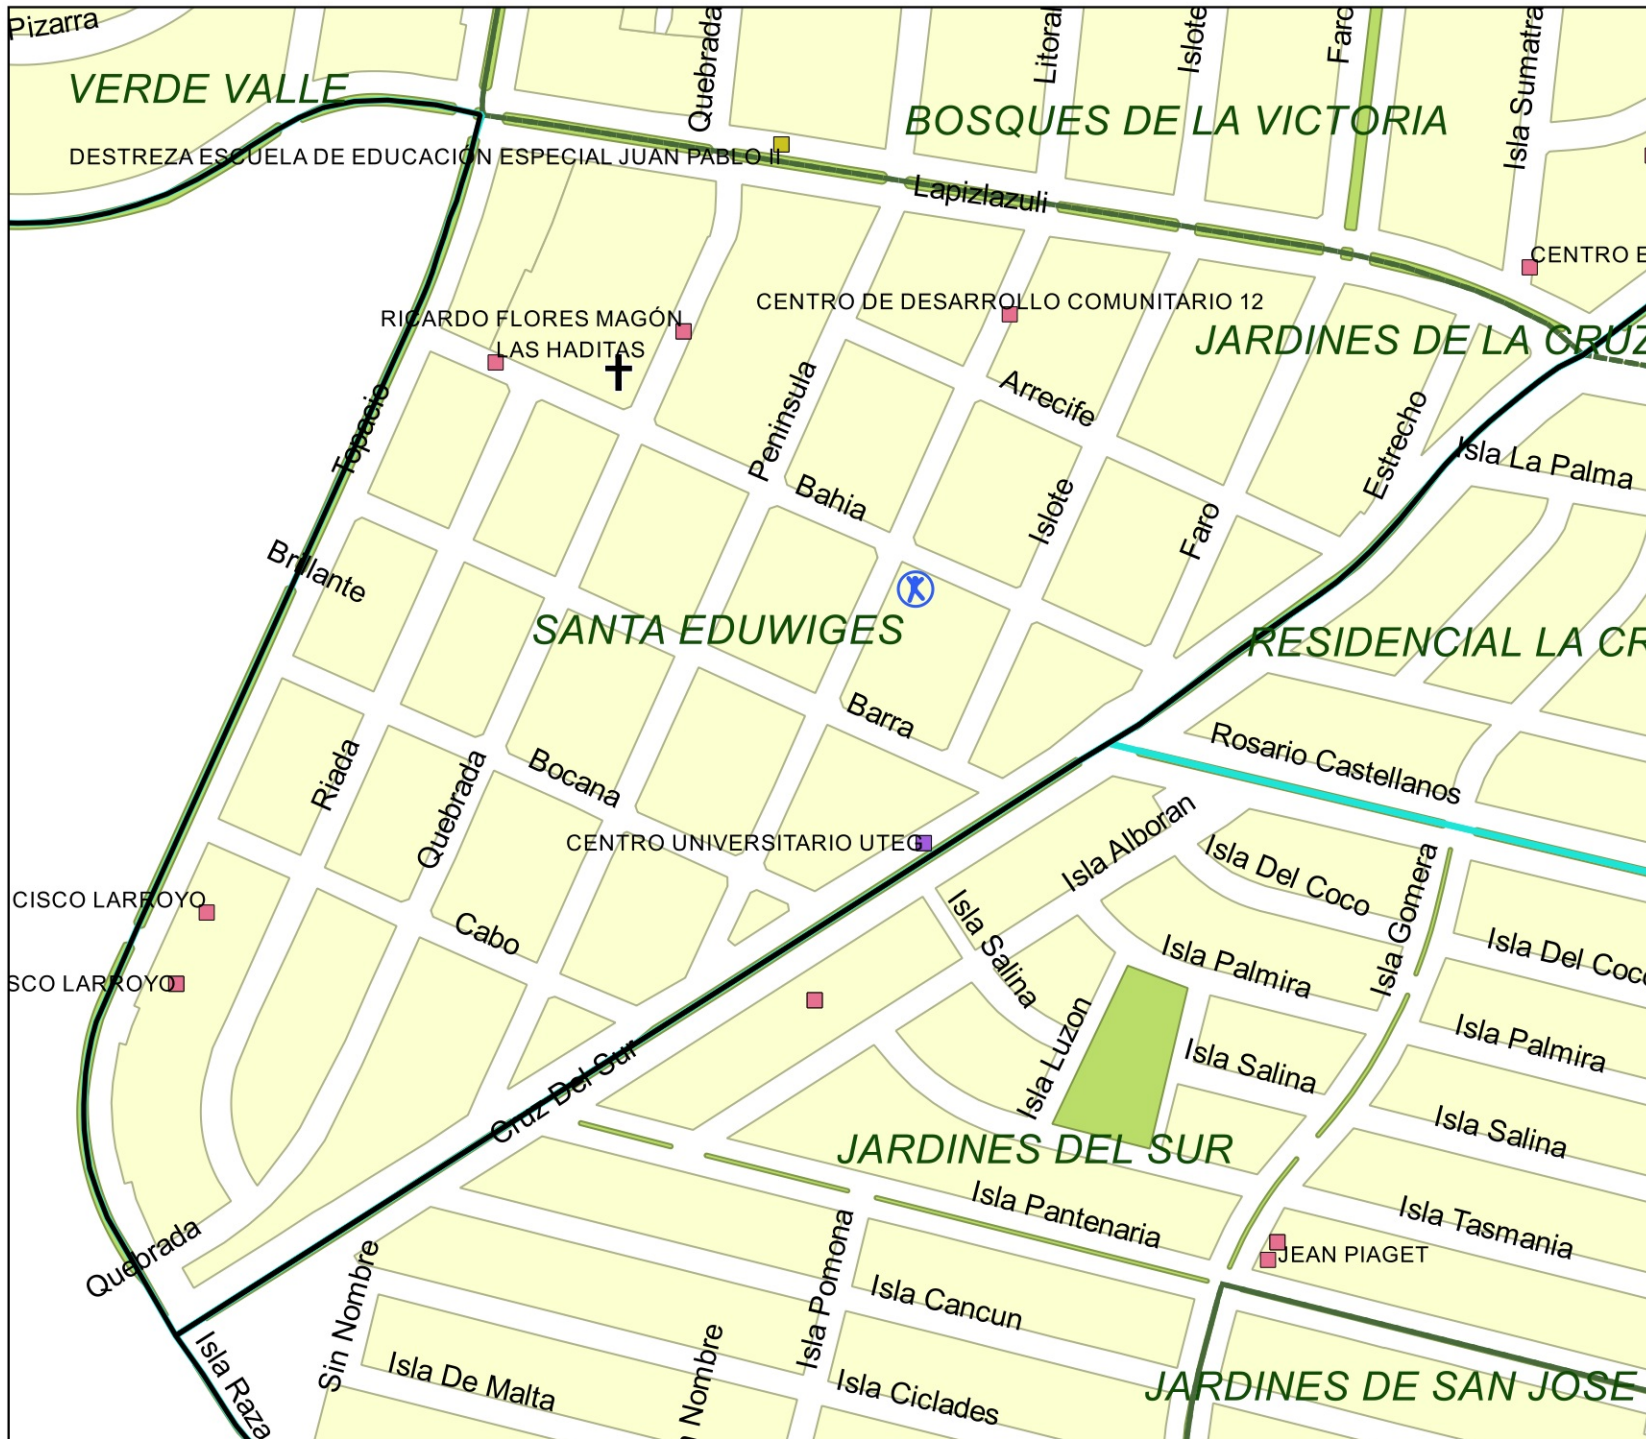 Pizarra
Quebrada
Litoral
Islote
Faro
Isla Sumatra
VERDE VALLE
BOSQUES DE LA VICTORIA
DESTREZA ESCUELA DE EDUCACIÓN ESPECIAL JUAN PABLO II
Lapizlazuli
CENTRO E
CENTRO DE DESARROLLO COMUNITARIO 12
RICARDO FLORES MAGÓN
LAS HADITAS
JARDINES DE LA CRUZ
Topacio
Peninsula
Arrecife
Estrecho
Isla La Palma
Bahia
Islote
Faro
Brillante
SANTA EDUWIGES
RESIDENCIAL LA CR
Barra
Rosario Castellanos
Riada
Quebrada
Bocana
CENTRO UNIVERSITARIO UTEG
Isla Alboran
Isla Del Coco
Isla Gomera
CISCO LARROYO
Cabo
Isla Salina
Isla Palmira
Isla Del Coco
SCO LARROYO
Isla Luzon
Isla Salina
Isla Palmira
Cruz Del Sur
JARDINES DEL SUR
Isla Salina
Isla Pantenaria
Isla Tasmania
Quebrada
JEAN PIAGET
Sin Nombre
Isla Pomona
Isla Cancun
Isla Raza
Isla De Malta
Nombre
Isla Ciclades
JARDINES DE SAN JOSE